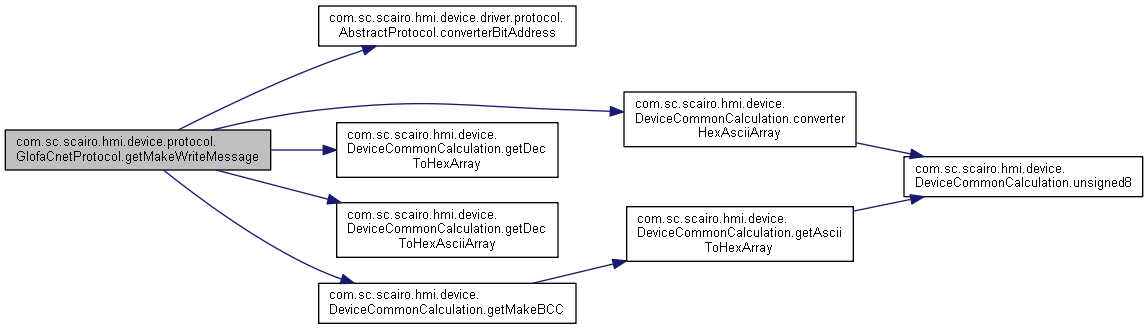 com.sc.scairo.hmi.device.driver.protocol.
AbstractProtocol.converterBitAddress
com.sc.scairo.hmi.device.
DeviceCommonCalculation.converter
HexAsciiArray
com.sc.scairo.hmi.device.protocol.
GlofaCnetProtocol.getMakeWriteMessage
com.sc.scairo.hmi.device.
DeviceCommonCalculation.getDec
ToHexArray
com.sc.scairo.hmi.device.
DeviceCommonCalculation.unsigned8
com.sc.scairo.hmi.device.
DeviceCommonCalculation.getDec
ToHexAsciiArray
com.sc.scairo.hmi.device.
DeviceCommonCalculation.getAscii
ToHexArray
com.sc.scairo.hmi.device.
DeviceCommonCalculation.getMakeBCC